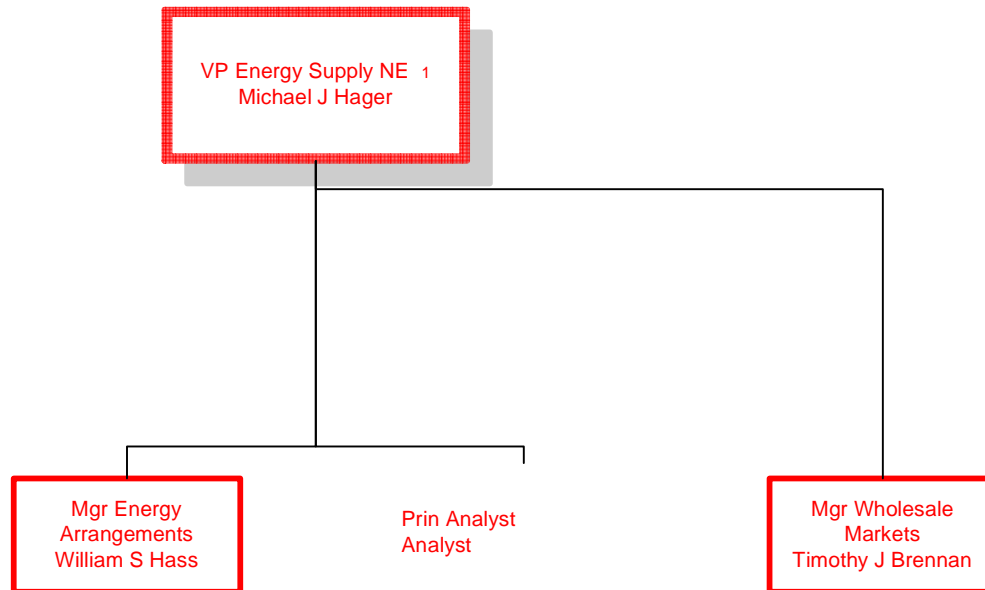 VP Energy Supply NE 1
Michael J Hager
Mgr Energy
Arrangements
William S Hass
Prin Analyst
Analyst
Mgr Wholesale
Markets
Timothy J Brennan